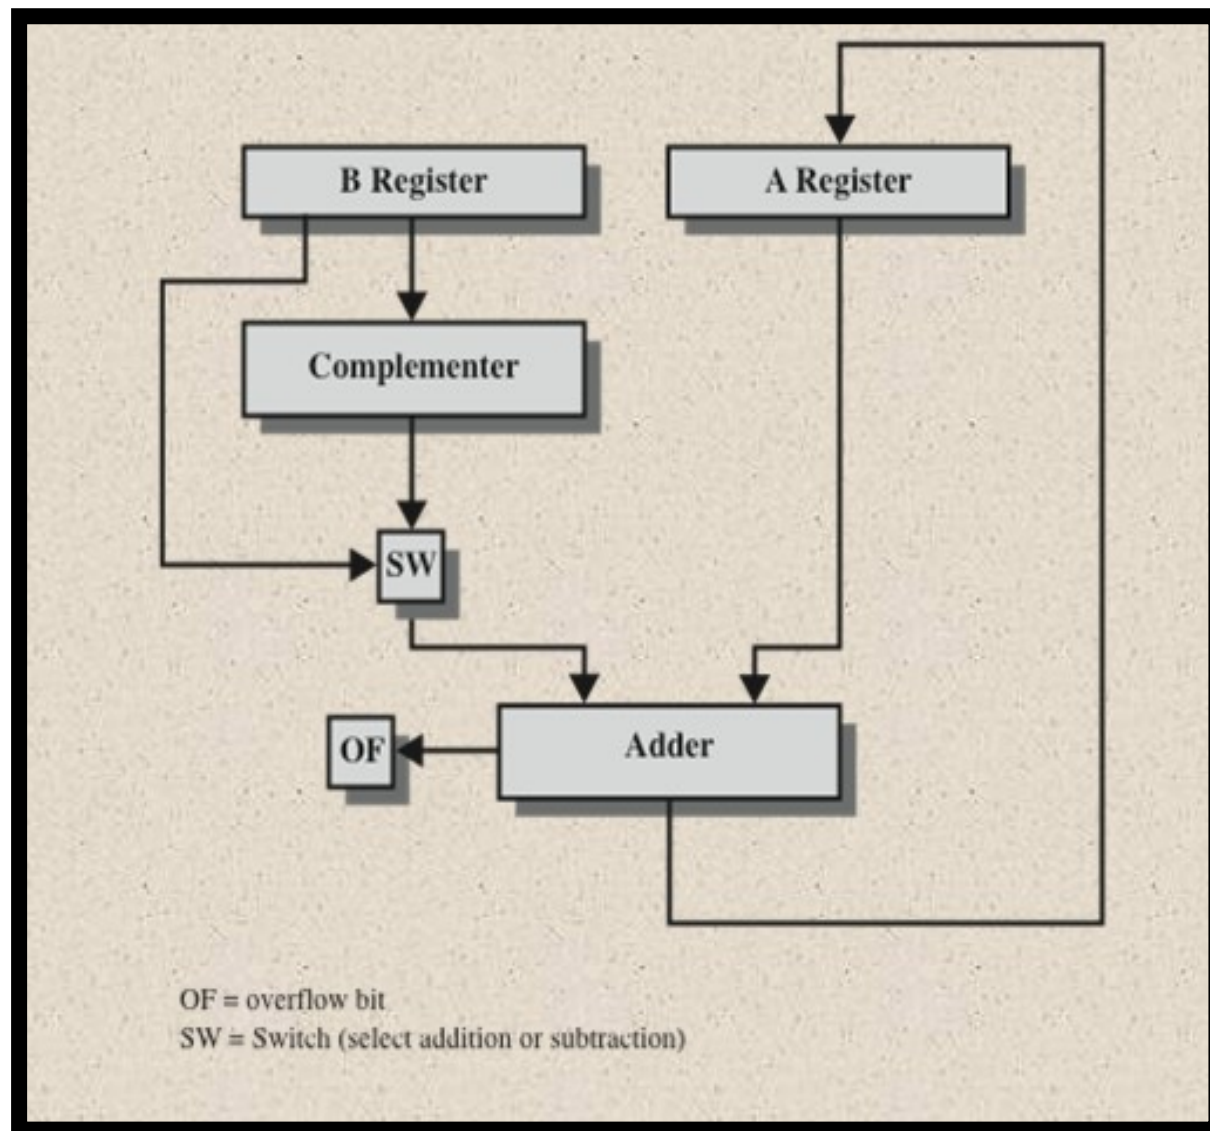 B Register
A Register
Complementer
SW
OF
Adder
OF = overflow bit
SW = Switch (select addition or subtraction)